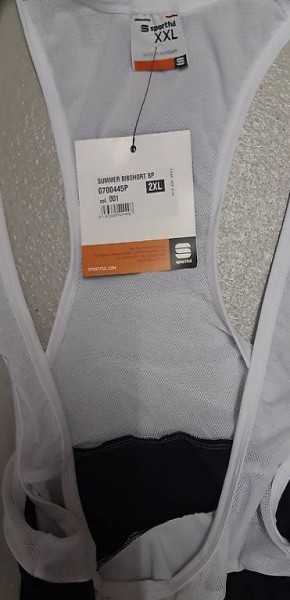 sportful
XXL
SUMMER BIBSHORT BP
0700445P
2XL
col. 001
sportful
SPORTFUL.COM